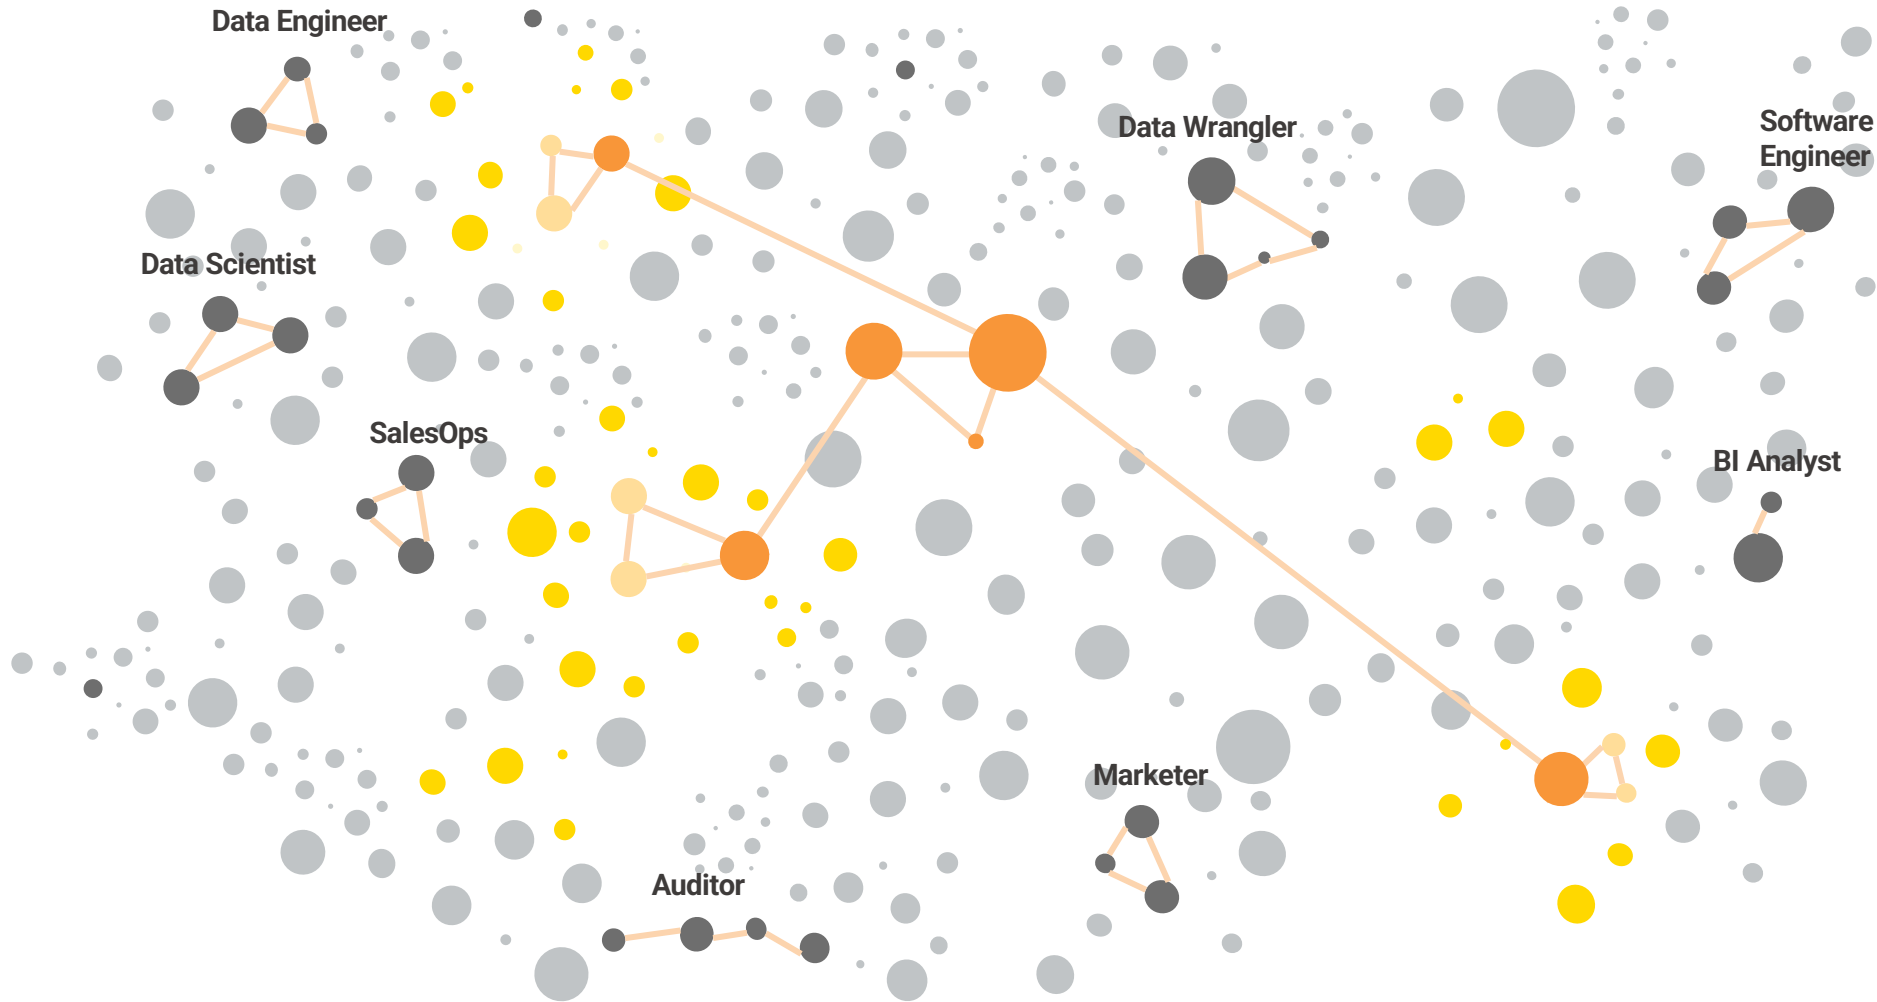 Data Engineer
Data Wrangler
Software
Engineer
Data Scientist
SalesOps
BI Analyst
Marketer
Auditor